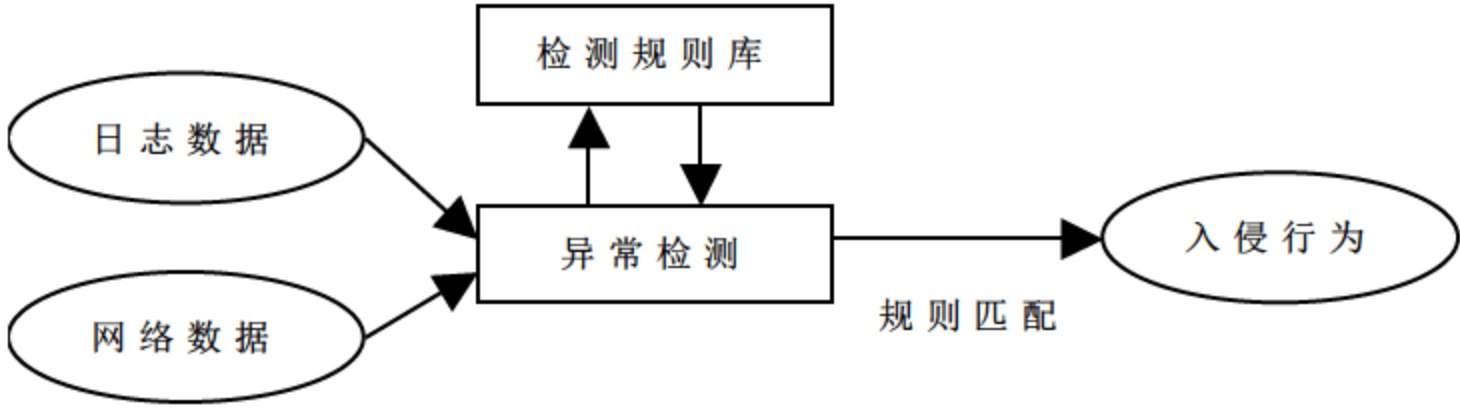 检测规则库
日志数据
异常检测
入侵行为
规则匹配
网络数据